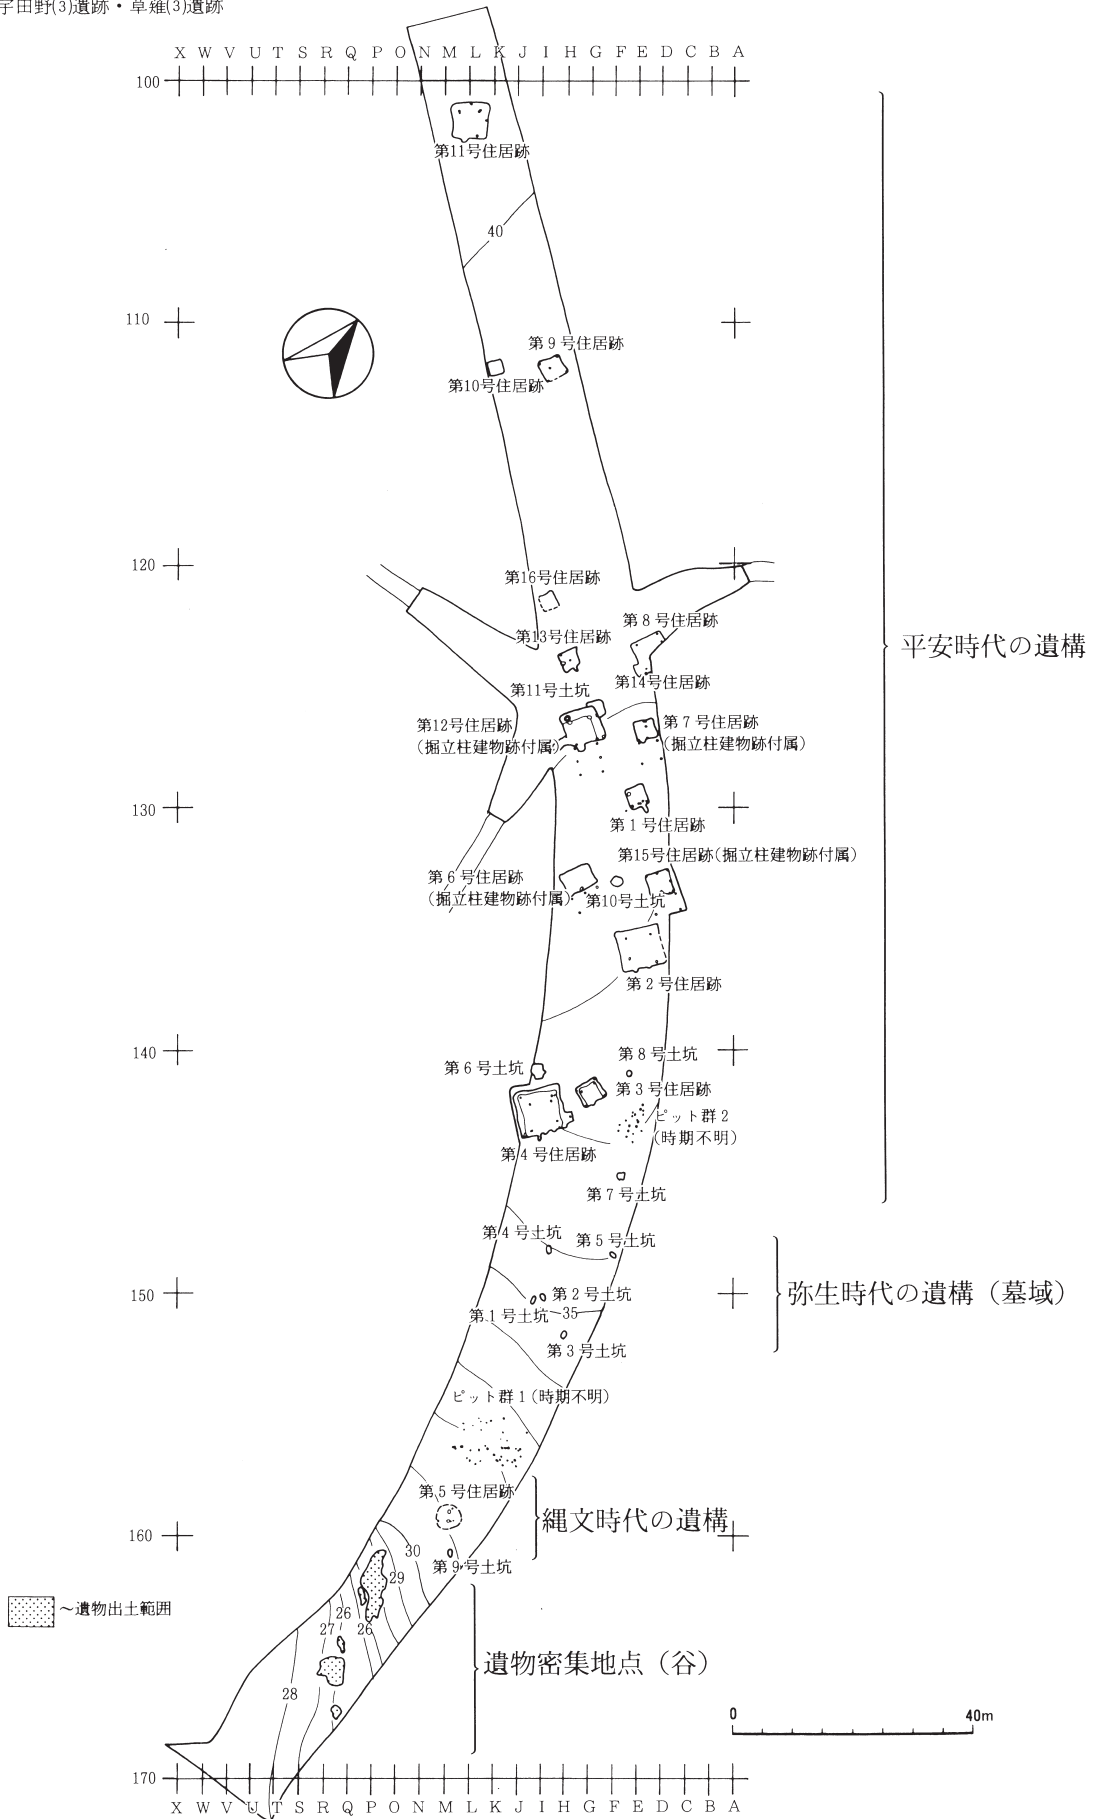 宇田野(3)遺跡・草薙(3)遺跡
X W V U T S R Q P O N M L K J I H G F E D C B A
100
第11号住居跡
40
110
第9号住居跡
第10号住居跡
120
第16号住居跡
第8号住居跡
第13号住居跡
平安時代の遺構
第14号住居跡
第11号土坑
第12号住居跡
(掘立柱建物跡付属)
第7号住居跡
(掘立柱建物跡付属)
130
第1号住居跡
第15号住居跡(掘立柱建物跡付属)
第6号住居跡
(掘立柱建物跡付属)
第10号土坑
第2号住居跡
140
第8号土坑
第6号土坑
第3号住居跡
ピット群2
(時期不明)
第4号住居跡
第7号土坑
第4号土坑
第5号土坑
150
弥生時代の遺構(墓域)
第2号土坑
第1号土坑
35
第3号土坑
ピット群1(時期不明)
第5号住居跡
縄文時代の遺構
160
30
第9号土坑
29
~遺物出土範囲
26
27
26
遺物密集地点(谷)
28
0
40m
170
X W V U T S R Q P O N M L K J I H G F E D C B A